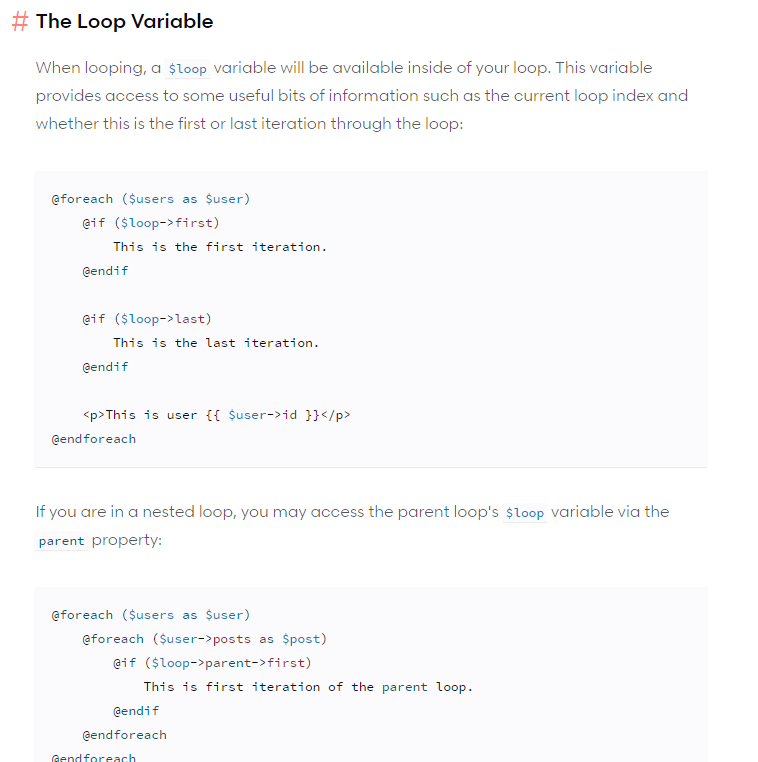 # The Loop Variable
When looping, a $loop variable will be available inside of your loop. This variable
provides access to some useful bits of information such as the current loop index and
whether this is the first or last iteration through the loop:
@foreach ($users as $user)
    @if ($loop->first)
        This is the first iteration.
    @endif
    @if ($loop->last)
        This is the last iteration.
    @endif
    <p>This is user {{ $user->id }}</p>
@endforeach
If you are in a nested loop, you may access the parent loop's $loop variable via the
parent property:
@foreach ($users as $user)
    @foreach ($user->posts as $post)
        @if ($loop->parent->first)
            This is first iteration of the parent loop.
        @endif
    @endforeach
@endforeach